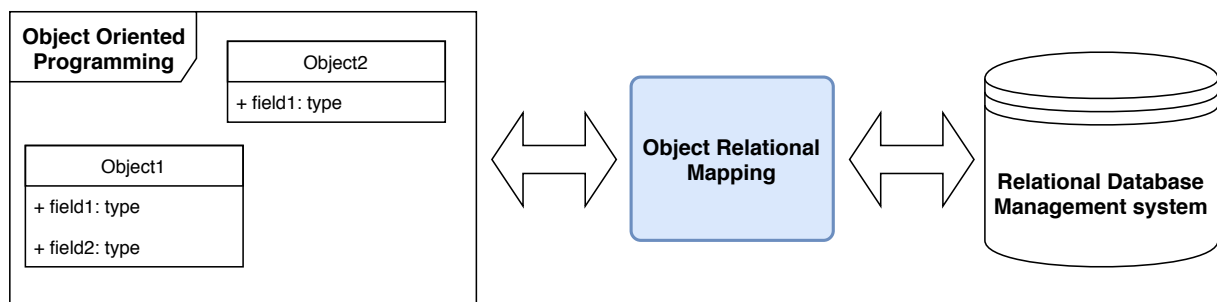 Object Oriented
Programming
Object2
+ field1: type
Object1
+ field1: type
+ field2: type
Object Relational
Mapping
Relational Database
Management system